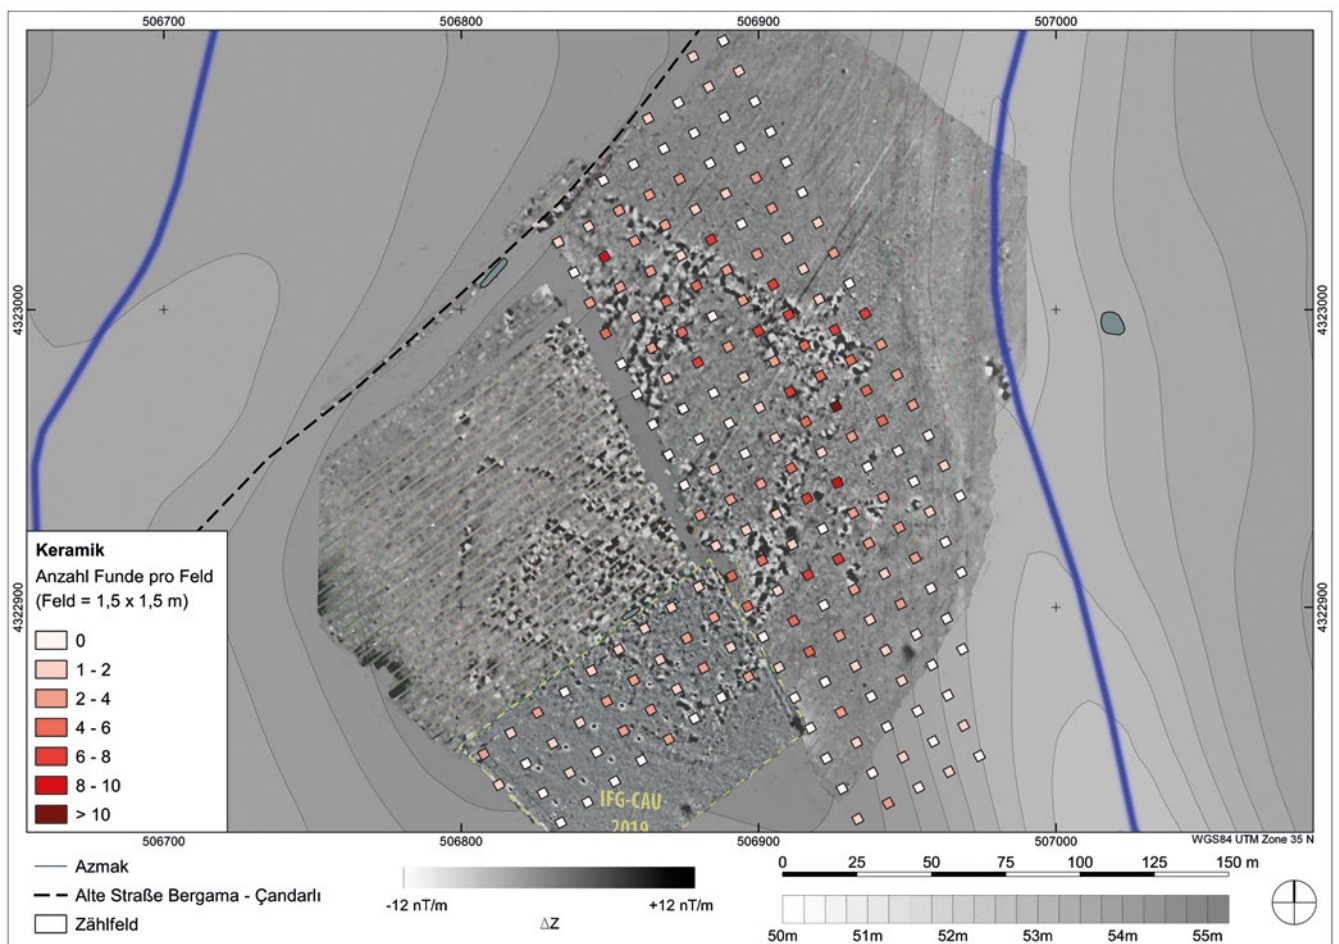 506700 506800 506900 507000
4323000 4323000
4322900 4322900
Keramik
Anzahl Funde pro Feld
(Feld = 1,5 x 1,5 m)
0
1 - 2
2 - 4
4 - 6
6 - 8
8 - 10
> 10
IFG-CAU
2019
506700 506800 506900 507000
WGS84 UTM Zone 35 N
Azmak
Alte Straße Bergama - Çandarlı
Zählfeld
-12 nT/m +12 nT/m
ΔZ
0 25 50 75 100 125 150 m
50m 51m 52m 53m 54m 55m